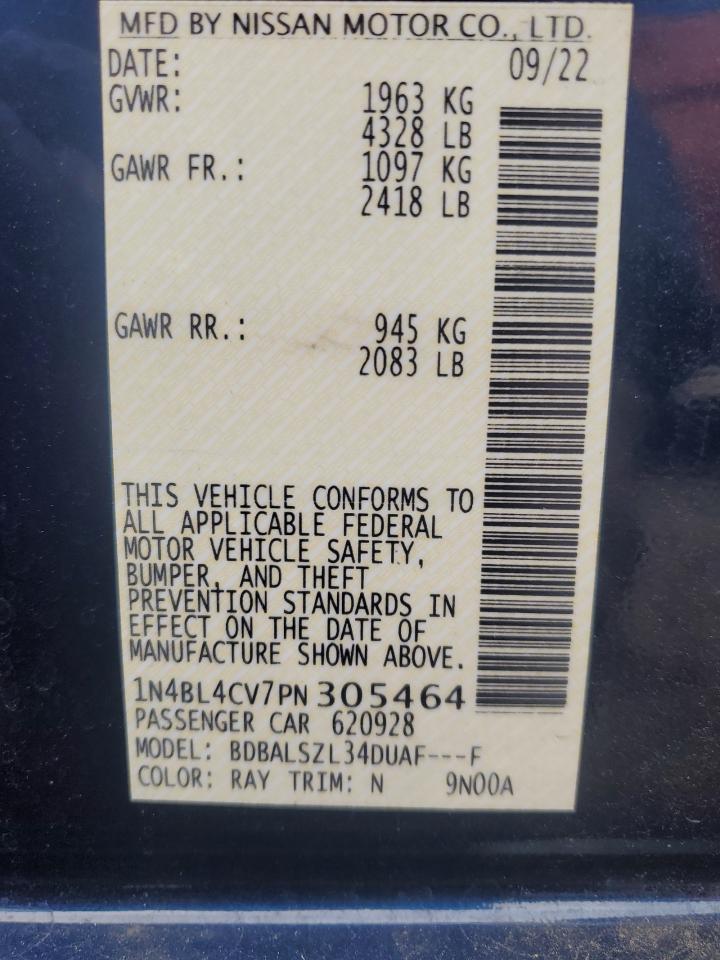 MFD BY NISSAN MOTOR CO., LTD.
DATE: 09/22
GVWR: 1963 KG
4328 LB
GAWR FR.: 1097 KG
2418 LB
GAWR RR.: 945 KG
2083 LB
THIS VEHICLE CONFORMS TO
ALL APPLICABLE FEDERAL
MOTOR VEHICLE SAFETY,
BUMPER, AND THEFT
PREVENTION STANDARDS IN
EFFECT ON THE DATE OF
MANUFACTURE SHOWN ABOVE.
1N4BL4CV7PN 305464
PASSENGER CAR 620928
MODEL: BDBALSZL34DUAF---F
COLOR: RAY TRIM: N 9N00A